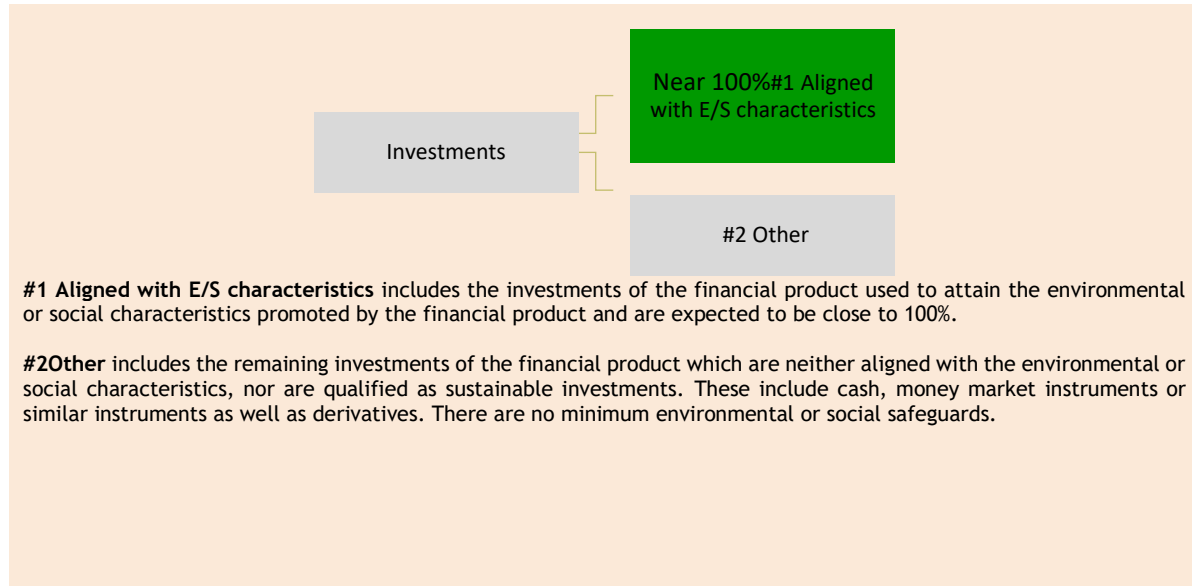 Near 100%#1 Aligned
with E/S characteristics
Investments
#2 Other
#1 Aligned with E/S characteristics includes the investments of the financial product used to attain the environmental
or social characteristics promoted by the financial product and are expected to be close to 100%.
#2Other includes the remaining investments of the financial product which are neither aligned with the environmental or
social characteristics, nor are qualified as sustainable investments. These include cash, money market instruments or
similar instruments as well as derivatives. There are no minimum environmental or social safeguards.